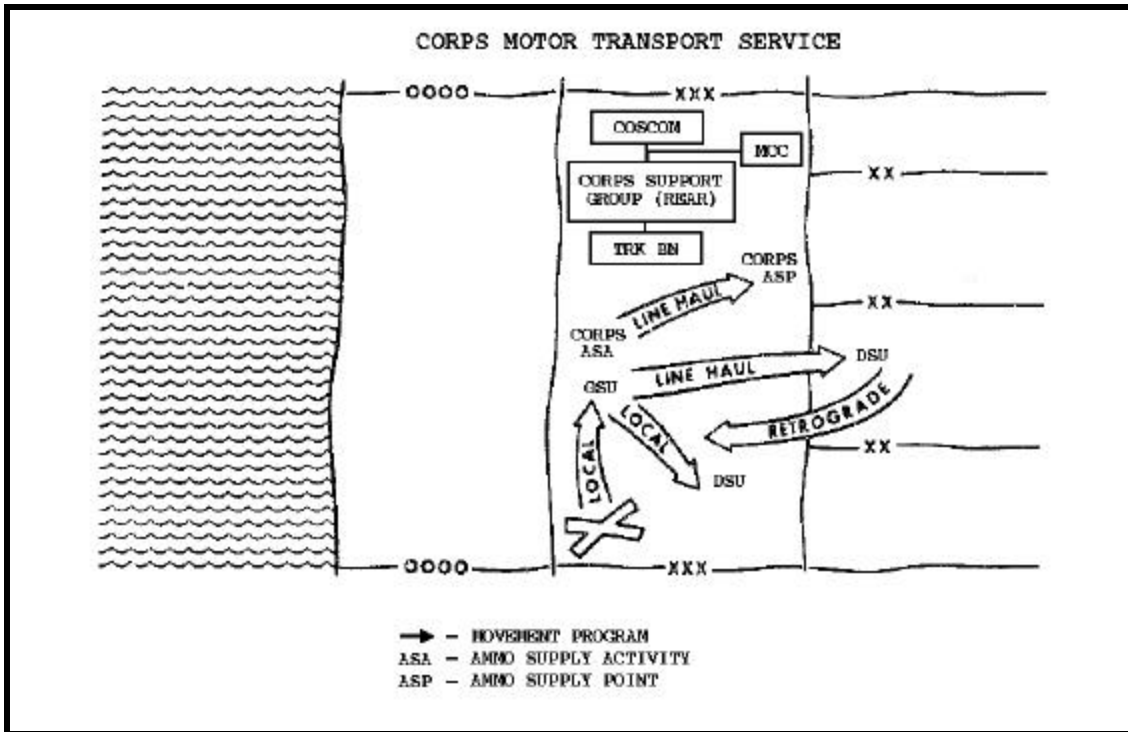 CORPS MOTOR TRANSPORT SERVICE
OOOO
XXX
COSCOM
MCC
XX
CORPS SUPPORT
GROUP (REAR)
TRK BN
CORPS
ASP
LINE HAUL
XX
CORPS
ASA
LINE HAUL
DSU
GSU
RETROGRADE
LOCAL
LOCAL
XX
DSU
OOOO
XXX
- MOVEMENT PROGRAM
ASA - AMMO SUPPLY ACTIVITY
ASP - AMMO SUPPLY POINT